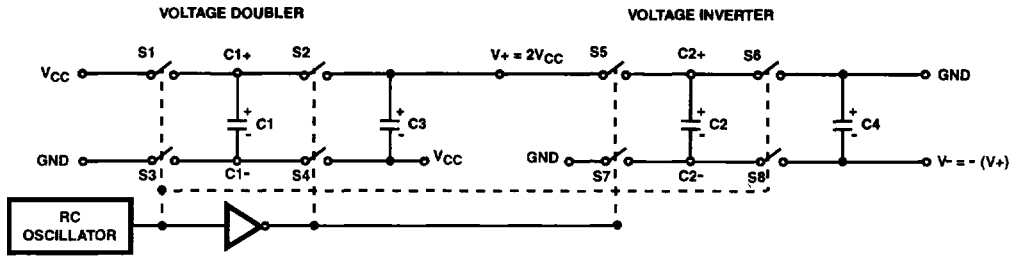 VOLTAGE DOUBLER
VOLTAGE INVERTER
S1 C1+ S2 V+ = 2VCC S5 C2+ S6
VCC GND
+ C1 + C3 + C2 + C4
- - - -
GND VCC GND V- = - (V+)
S3 C1- S4 S7 C2- S8
RC
OSCILLATOR